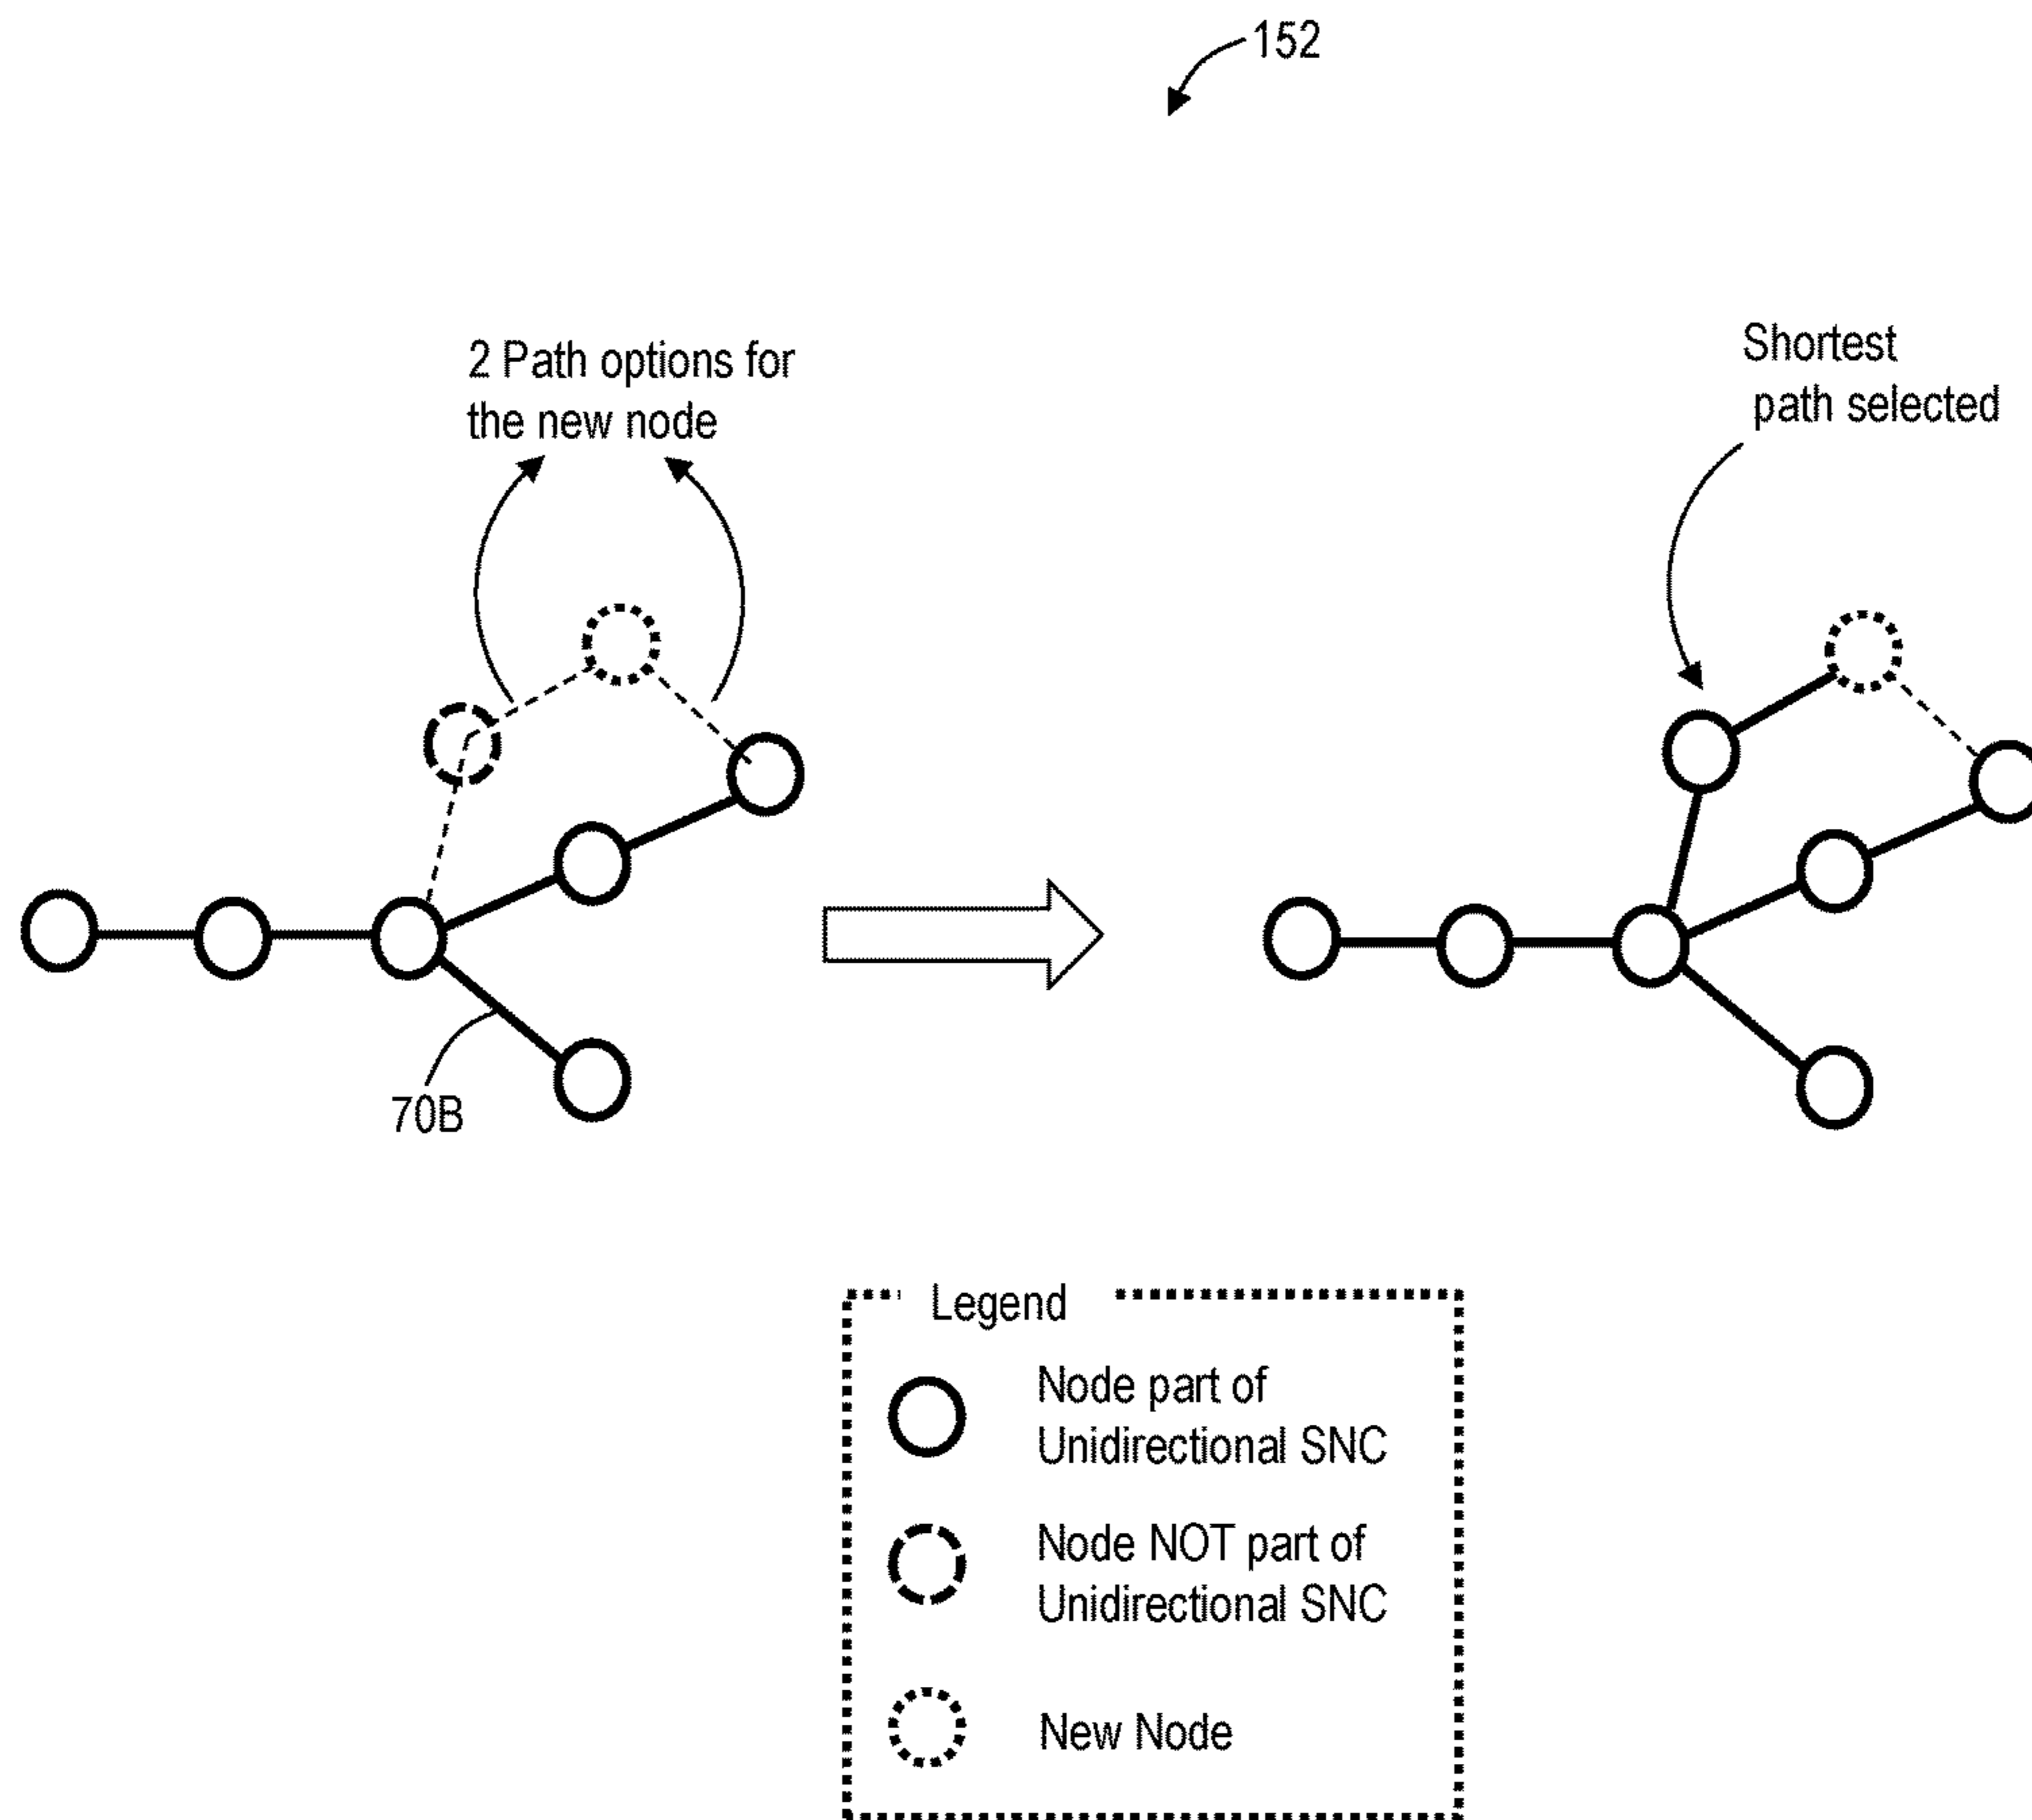 152
2 Path options for
the new node
Shortest
path selected
70B
Legend
Node part of
Unidirectional SNC
Node NOT part of
Unidirectional SNC
New Node